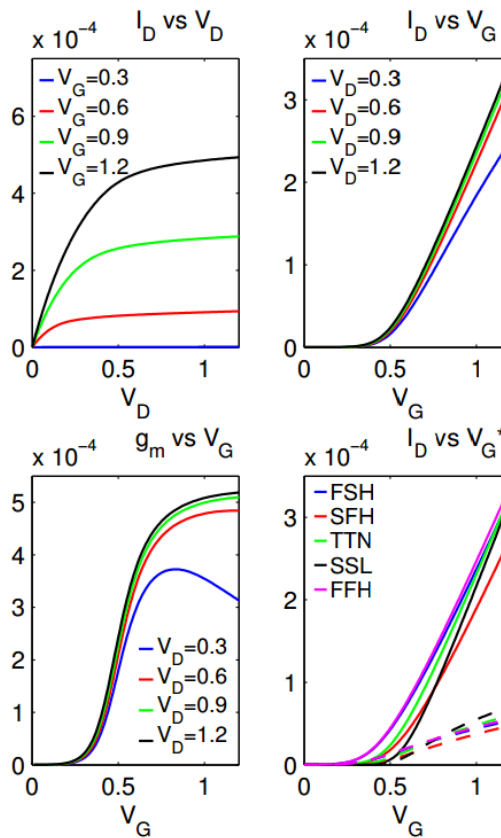 I_D vs V_D
x 10^-4
V_G=0.3
V_G=0.6
V_G=0.9
V_G=1.2
6
4
2
0
0 0.5 1
V_D
I_D vs V_G
x 10^-4
V_D=0.3
V_D=0.6
V_D=0.9
V_D=1.2
3
2
1
0
0 0.5 1
V_G
g_m vs V_G
x 10^-4
V_D=0.3
V_D=0.6
V_D=0.9
V_D=1.2
5
4
3
2
1
0
0 0.5 1
V_G
I_D vs V_G*
x 10^-4
FSH
SFH
TTN
SSL
FFH
3
2
1
0
0 0.5 1
V_G